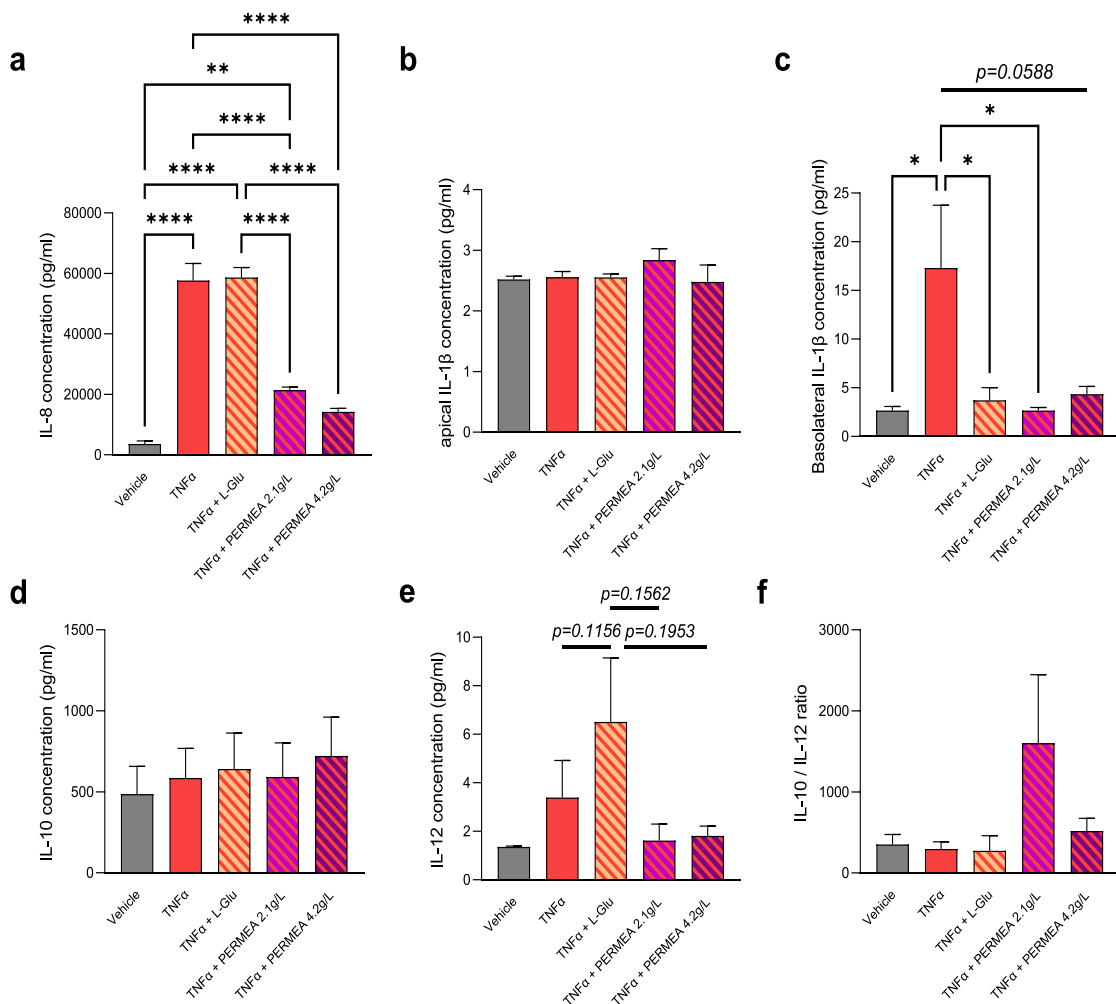 a
****
**
****
****
****
****
****
IL-8 concentration (pg/ml)
80000
60000
40000
20000
0
Vehicle
TNFα
TNFα + L-Glu
TNFα + PERMEA 2.1g/L
TNFα + PERMEA 4.2g/L
b
apical IL-1β concentration (pg/ml)
4
3
2
1
0
Vehicle
TNFα
TNFα + L-Glu
TNFα + PERMEA 2.1g/L
TNFα + PERMEA 4.2g/L
c
p=0.0588
*
*
*
Basolateral IL-1β concentration (pg/ml)
25
20
15
10
5
0
Vehicle
TNFα
TNFα + L-Glu
TNFα + PERMEA 2.1g/L
TNFα + PERMEA 4.2g/L
d
IL-10 concentration (pg/ml)
1500
1000
500
0
Vehicle
TNFα
TNFα + L-Glu
TNFα + PERMEA 2.1g/L
TNFα + PERMEA 4.2g/L
e
p=0.1562
p=0.1156
p=0.1953
IL-12 concentration (pg/ml)
10
8
6
4
2
0
Vehicle
TNFα
TNFα + L-Glu
TNFα + PERMEA 2.1g/L
TNFα + PERMEA 4.2g/L
f
IL-10 / IL-12 ratio
3000
2000
1000
0
Vehicle
TNFα
TNFα + L-Glu
TNFα + PERMEA 2.1g/L
TNFα + PERMEA 4.2g/L